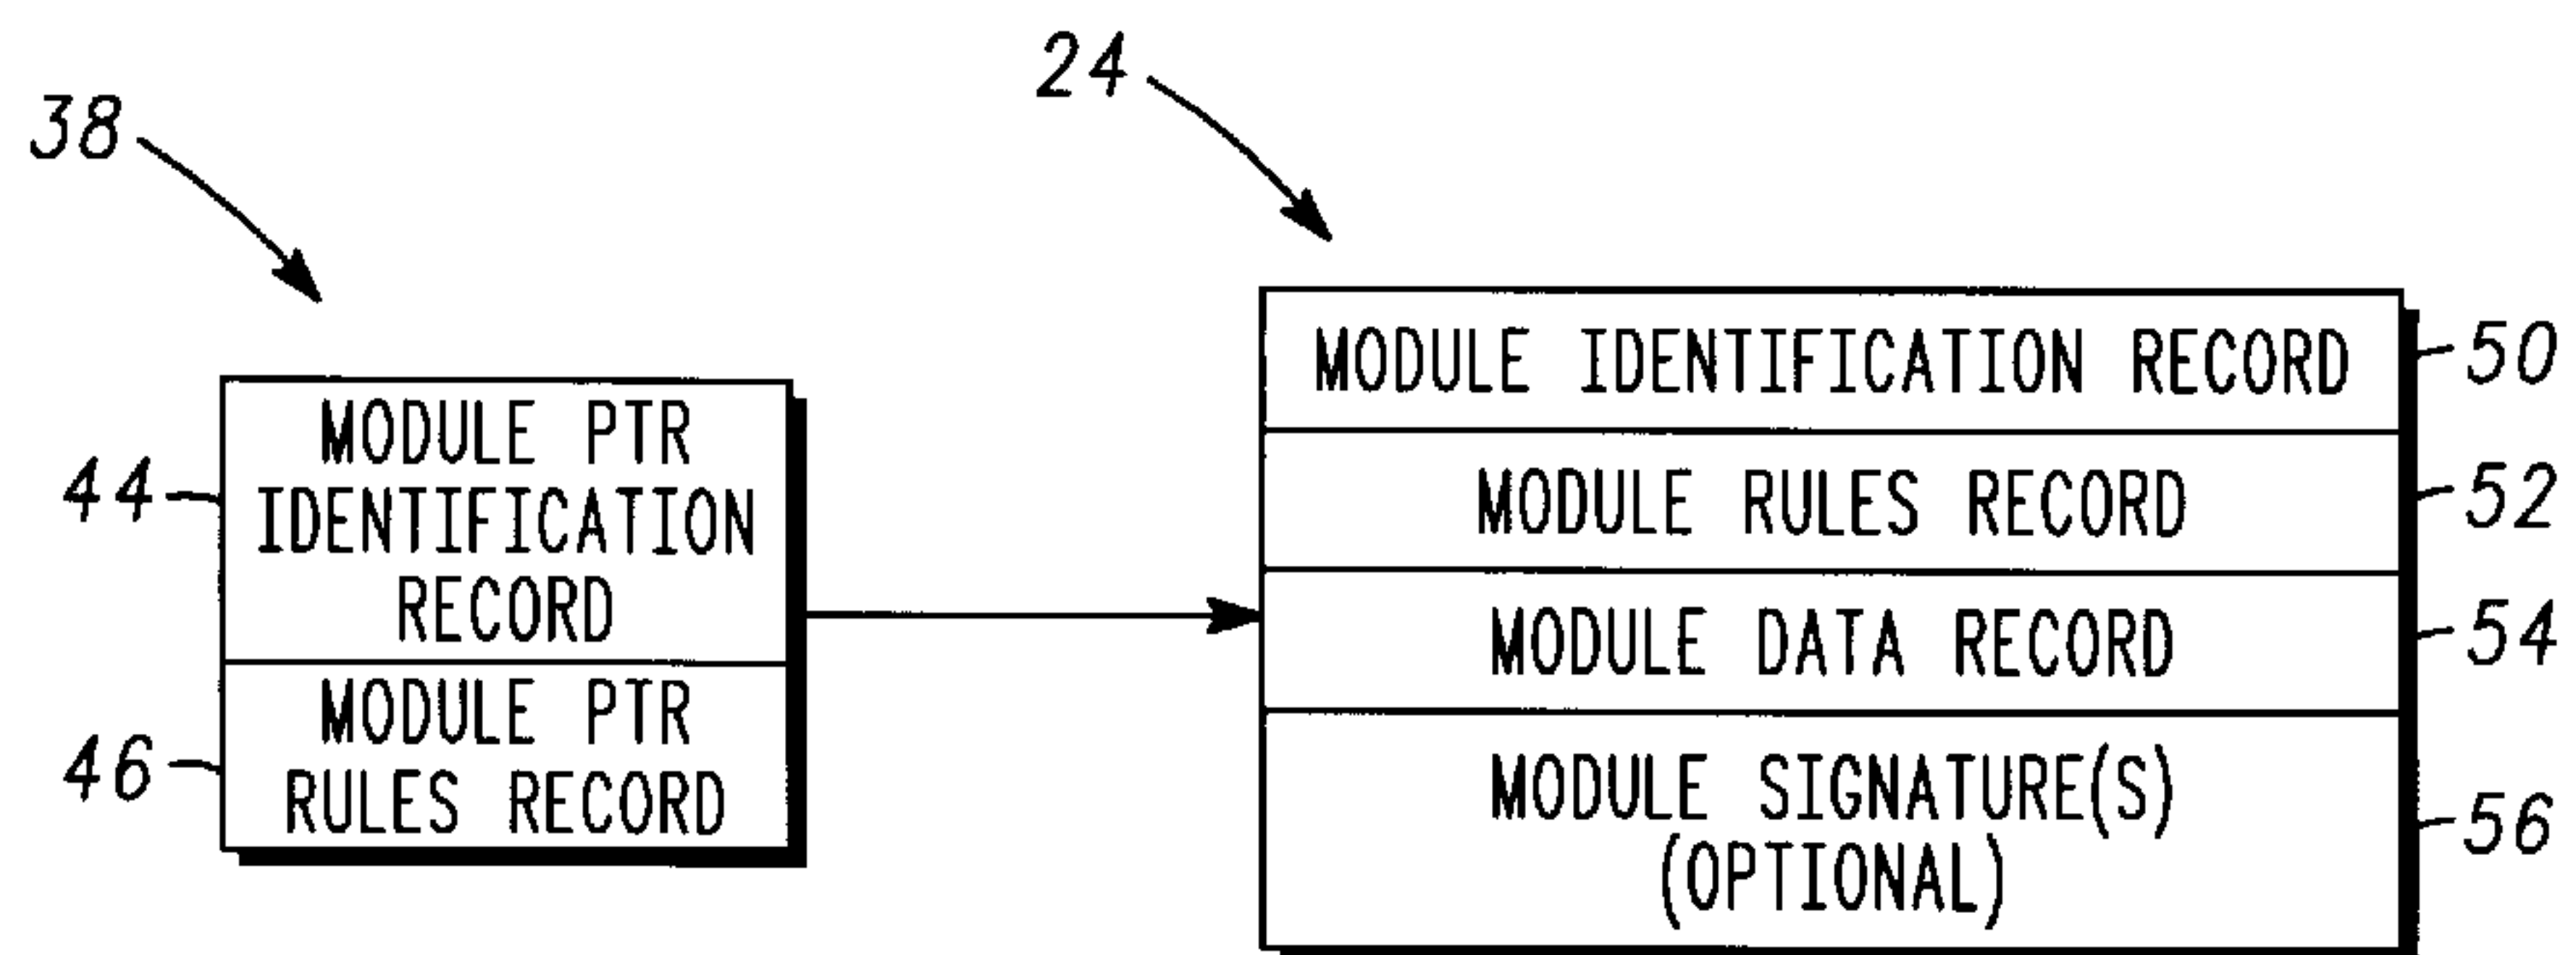 38
24
44
MODULE PTR
IDENTIFICATION
RECORD
46
MODULE PTR
RULES RECORD
MODULE IDENTIFICATION RECORD
50
MODULE RULES RECORD
52
MODULE DATA RECORD
54
MODULE SIGNATURE(S)
(OPTIONAL)
56